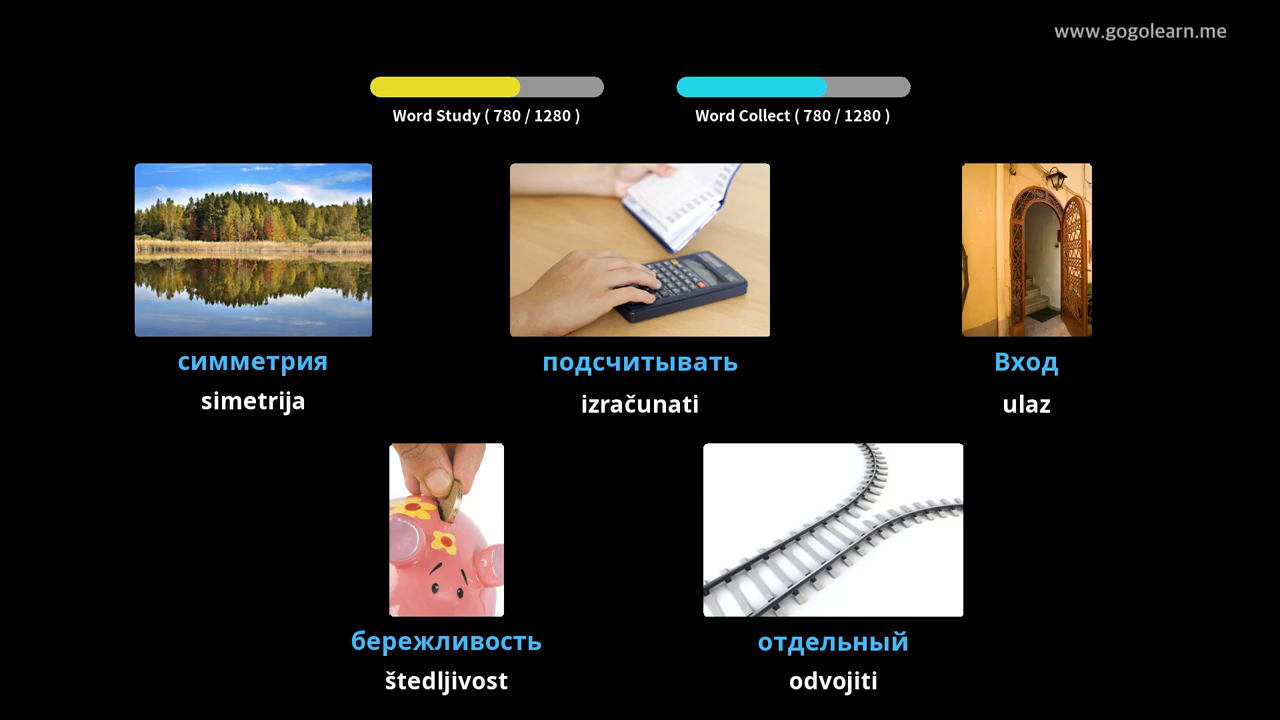 www.gogolearn.me
Word Study ( 780 / 1280 )
Word Collect ( 780 / 1280 )
симметрия
подсчитывать
Вход
simetrija
izračunati
ulaz
бережливость
отдельный
štedljivost
odvojiti